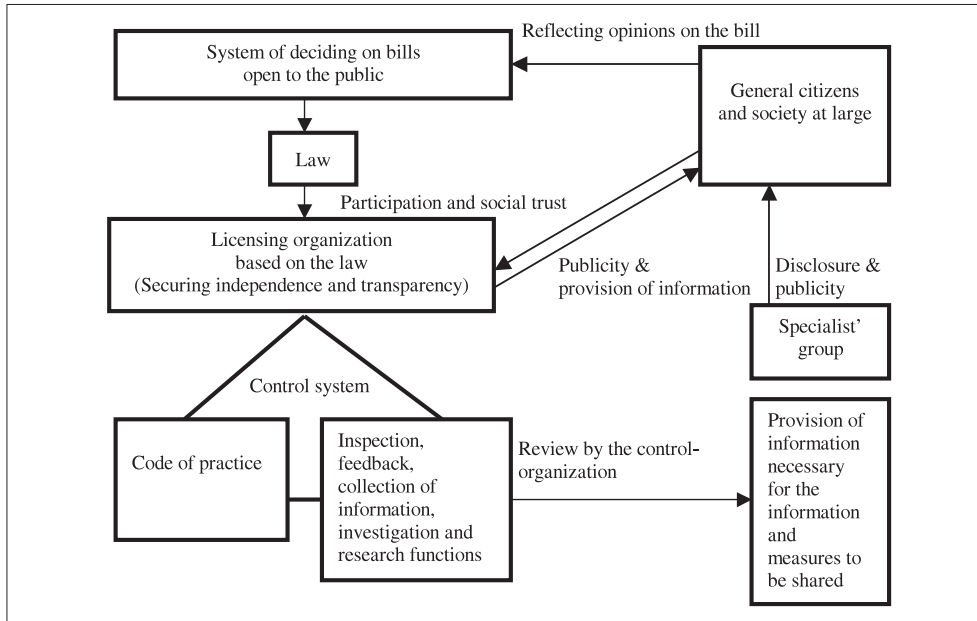 Reflecting opinions on the bill
System of deciding on bills
open to the public
General citizens
and society at large
Law
Participation and social trust
Licensing organization
based on the law
(Securing independence and transparency)
Publicity &
provision of information
Disclosure &
publicity
Specialist’
group
Control system
Code of practice
Inspection,
feedback,
collection of
information,
investigation and
research functions
Review by the control-
organization
Provision of
information
necessary
for the
information
and
measures to
be shared